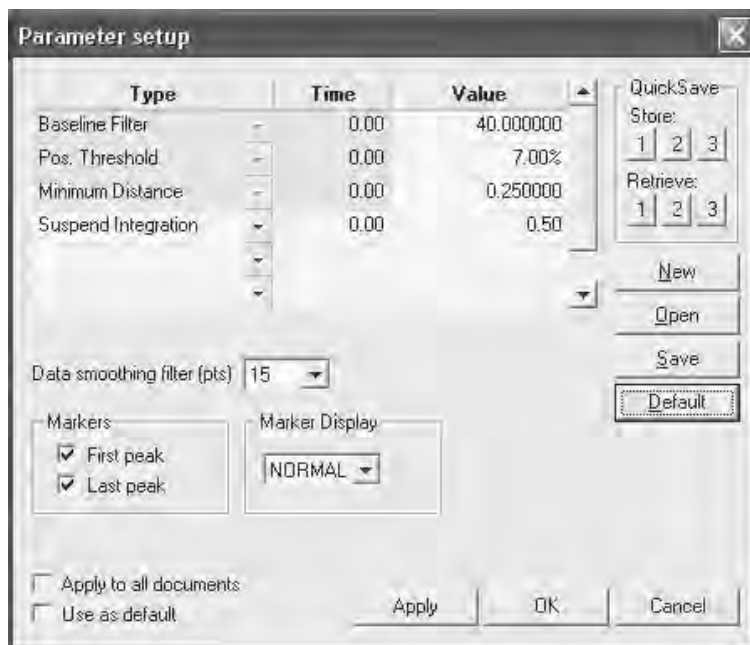 Parameter setup
Type Time Value
Baseline Filter 0.00 40.000000
Pos. Threshold 0.00 7.00%
Minimum Distance 0.00 0.250000
Suspend Integration 0.00 0.50
QuickSave
Store:
1 2 3
Retrieve:
1 2 3
New
Open
Save
Default
Data smoothing filter (pts) 15
Markers
First peak
Last peak
Marker Display
NORMAL
Apply to all documents
Use as default
Apply OK Cancel